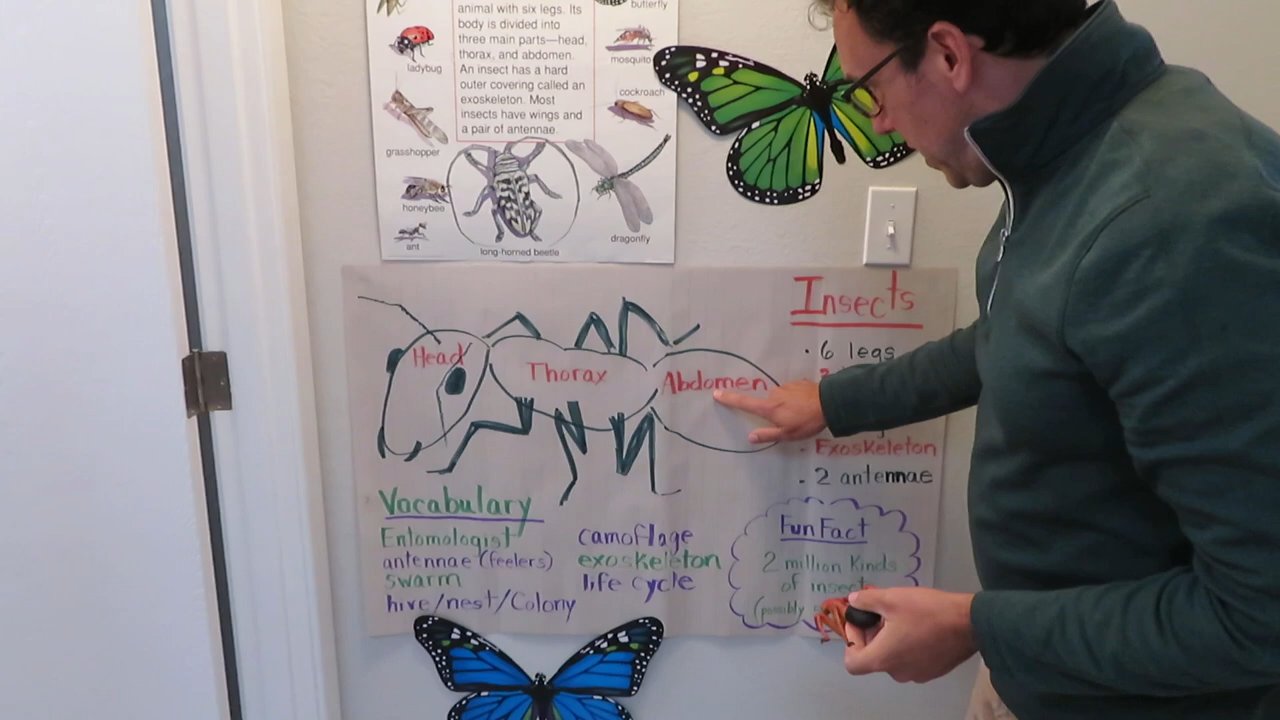 animal with six legs. Its
body is divided into
three main parts—head,
thorax, and abdomen.
An insect has a hard
outer covering called an
exoskeleton. Most
insects have wings and
a pair of antennae.
ladybug
grasshopper
honeybee
ant
long-horned beetle
butterfly
mosquito
cockroach
dragonfly
Head
Thorax
Abdomen
Insects
• 6 legs
- Exoskeleton
- 2 antennae
Vocabulary
Entomologist
antennae (feelers)
swarm
hive/nest/Colony
camoflage
exoskeleton
life cycle
Fun Fact
2 million Kinds
of insect
(possibly